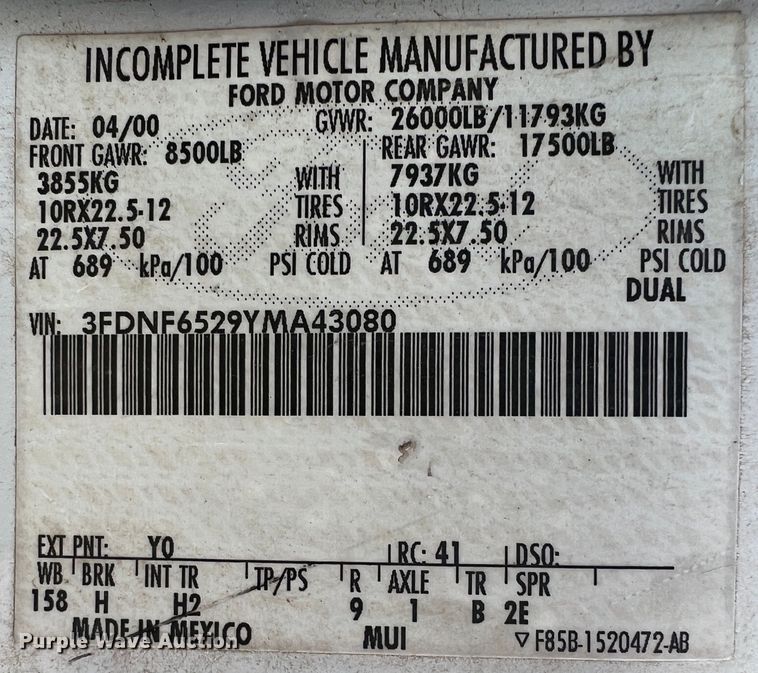 INCOMPLETE VEHICLE MANUFACTURED BY
FORD MOTOR COMPANY
DATE: 04/00 GVWR: 26000LB/11793KG
FRONT GAWR: 8500LB REAR GAWR: 17500LB
3855KG WITH 7937KG WITH
10RX22.5-12 TIRES 10RX22.5-12 TIRES
22.5X7.50 RIMS 22.5X7.50 RIMS
AT 689 kPa/100 PSI COLD AT 689 kPa/100 PSI COLD
DUAL
VIN: 3FDNF6529YMA43080
EXT PNT: YO RC: 41 DSO:
WB BRK INT TR TP/PS R AXLE TR SPR
158 H H2 9 1 B 2E
MADE IN MEXICO MUI F85B-1520472-AB
Purple Wave Auction